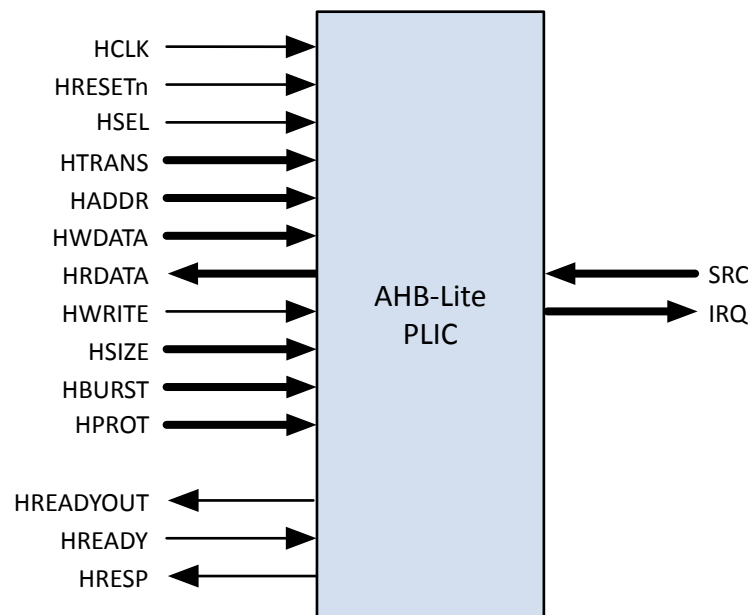 HCLK
HRESETn
HSEL
HTRANS
HADDR
HWDATA
HRDATA
HWRITE
HSIZE
HBURST
HPROT
HREADYOUT
HREADY
HRESP
AHB-Lite
PLIC
SRC
IRQ